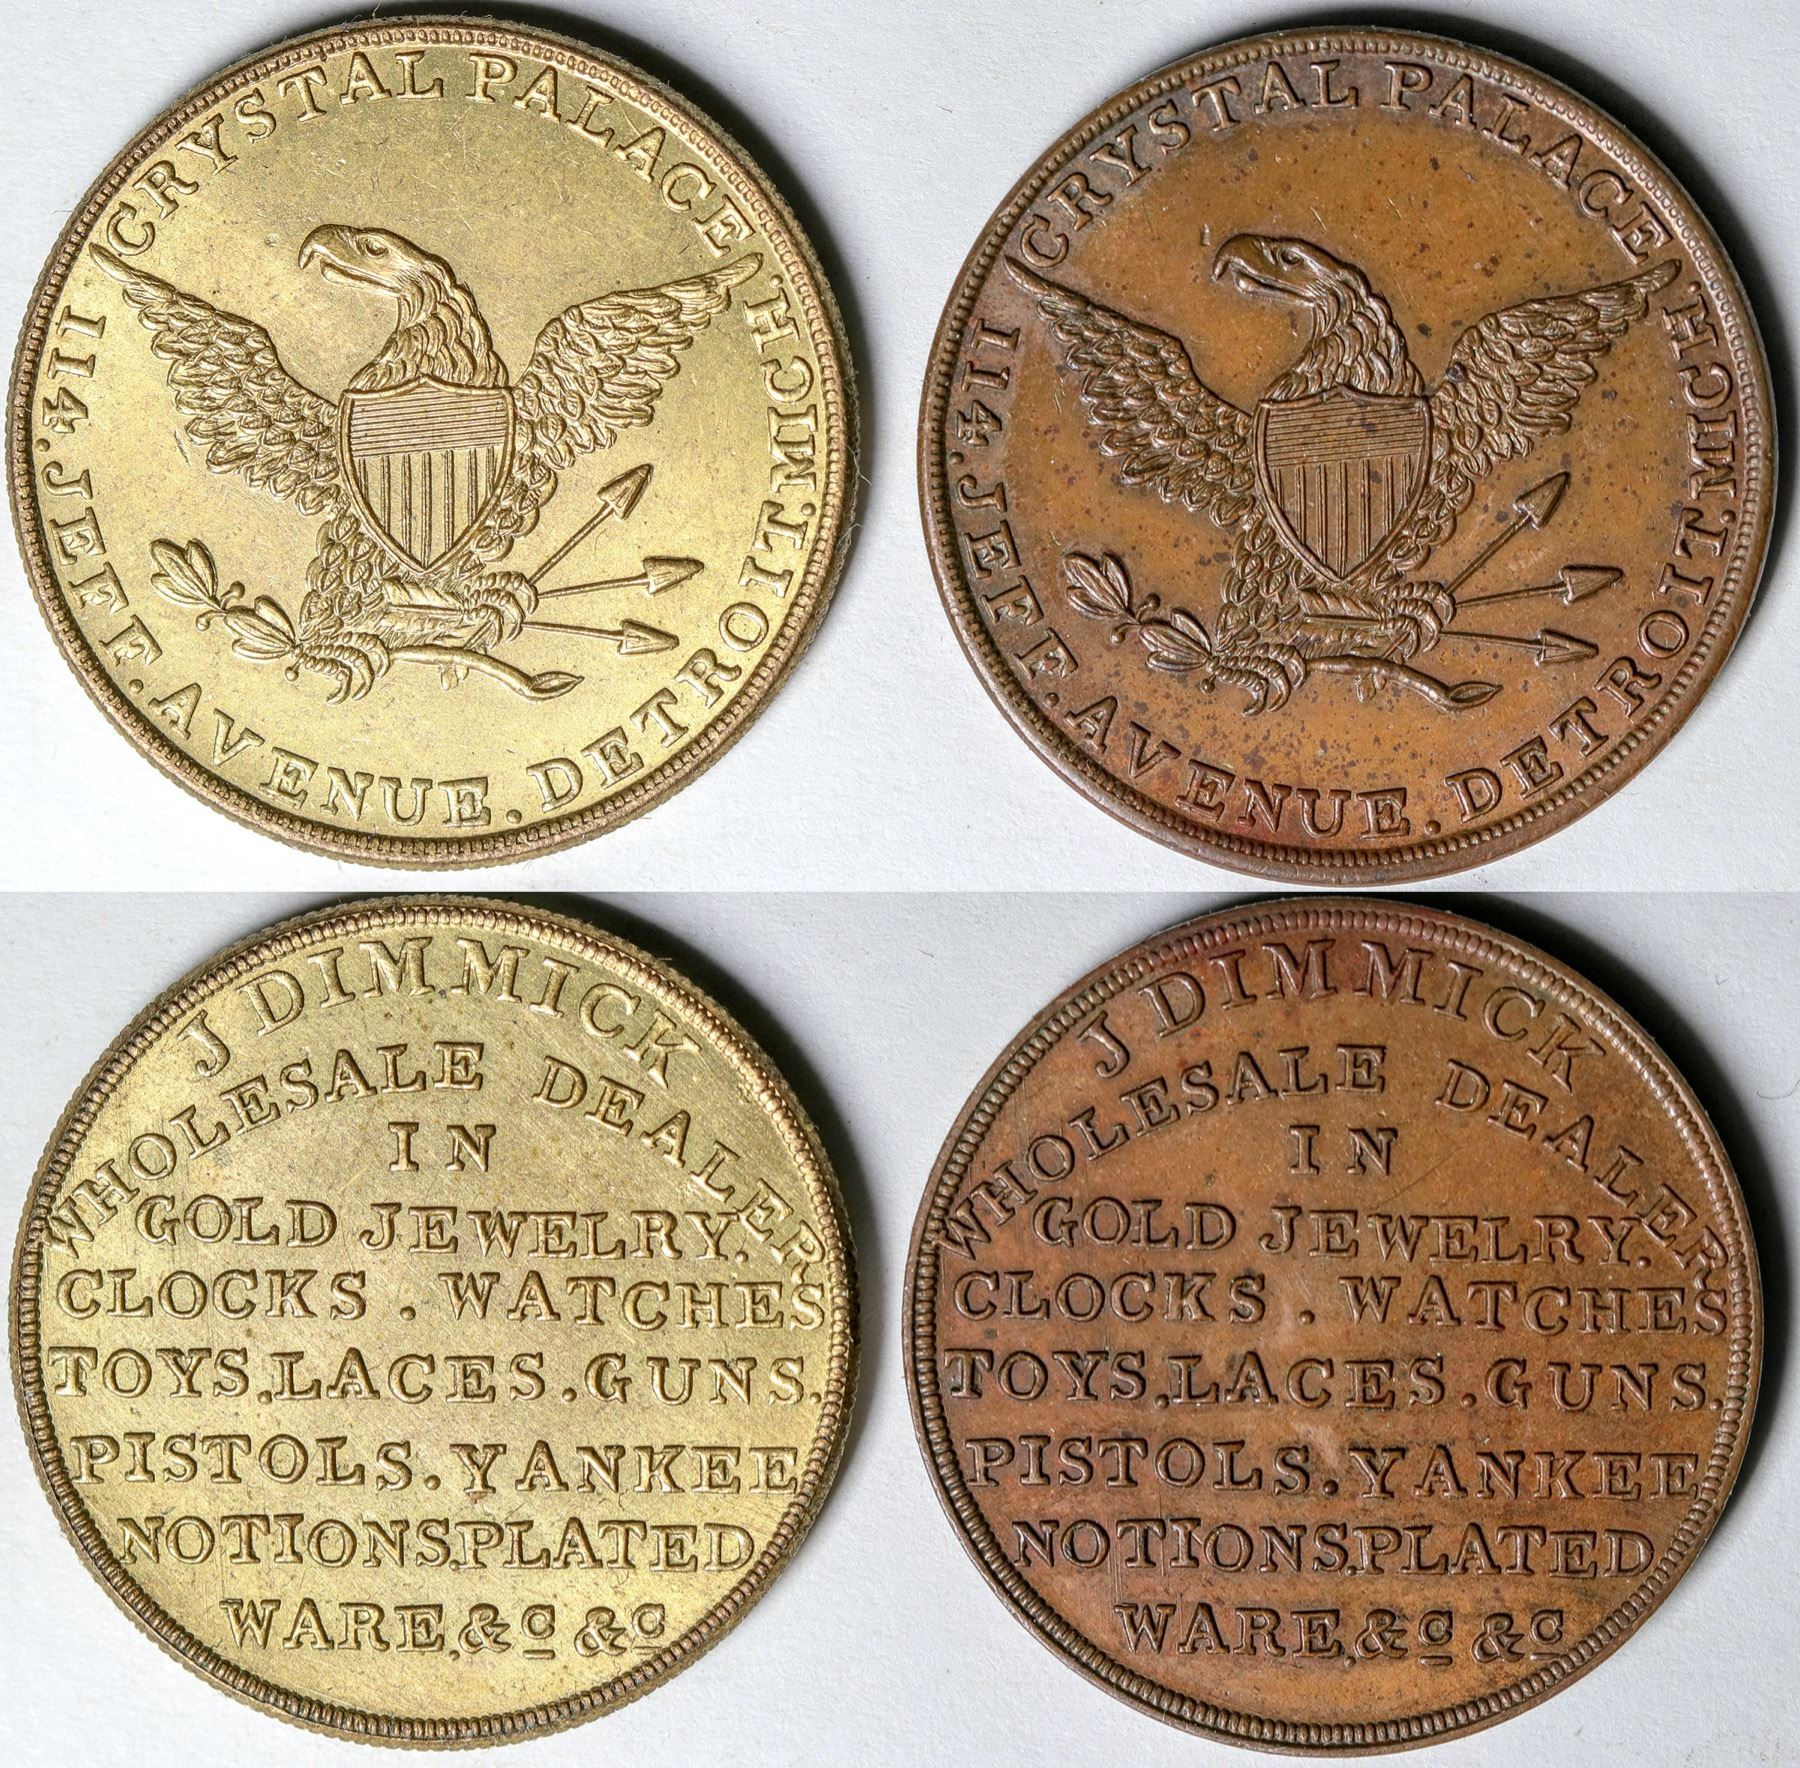 CRYSTAL PALACE
114.JEFF.AVENUE.DETROIT.MICH.
CRYSTAL PALACE
114.JEFF.AVENUE.DETROIT.MICH.
J DIMMICK
WHOLESALE DEALER
IN
GOLD JEWELRY.
CLOCKS . WATCHES
TOYS.LACES.GUNS.
PISTOLS.YANKEE
NOTIONS.PLATED
WARE.&C &C
J DIMMICK
WHOLESALE DEALER
IN
GOLD JEWELRY.
CLOCKS . WATCHES
TOYS.LACES.GUNS.
PISTOLS.YANKEE
NOTIONS.PLATED
WARE.&C &C